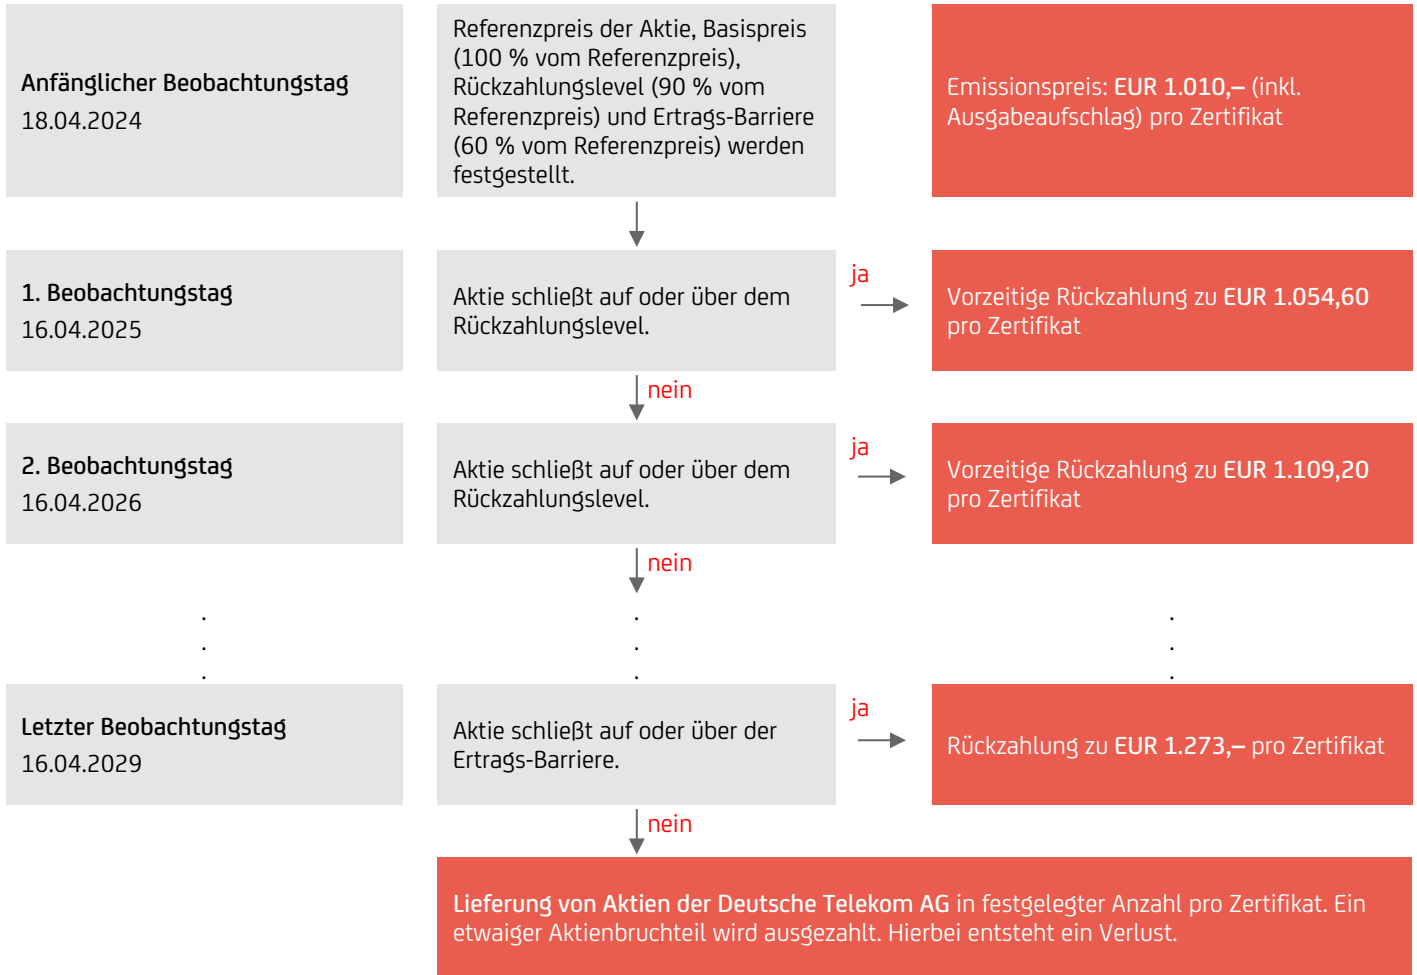 Anfänglicher Beobachtungstag
18.04.2024
Referenzpreis der Aktie, Basispreis
(100 % vom Referenzpreis),
Rückzahlungslevel (90 % vom
Referenzpreis) und Ertrags-Barriere
(60 % vom Referenzpreis) werden
festgestellt.
Emissionspreis: EUR 1.010,– (inkl.
Ausgabeaufschlag) pro Zertifikat
1. Beobachtungstag
16.04.2025
Aktie schließt auf oder über dem
Rückzahlungslevel.
ja
Vorzeitige Rückzahlung zu EUR 1.054,60
pro Zertifikat
nein
2. Beobachtungstag
16.04.2026
Aktie schließt auf oder über dem
Rückzahlungslevel.
ja
Vorzeitige Rückzahlung zu EUR 1.109,20
pro Zertifikat
nein
. . .
. . .
. . .
Letzter Beobachtungstag
16.04.2029
Aktie schließt auf oder über der
Ertrags-Barriere.
ja
Rückzahlung zu EUR 1.273,– pro Zertifikat
nein
Lieferung von Aktien der Deutsche Telekom AG in festgelegter Anzahl pro Zertifikat. Ein
etwaiger Aktienbruchteil wird ausgezahlt. Hierbei entsteht ein Verlust.